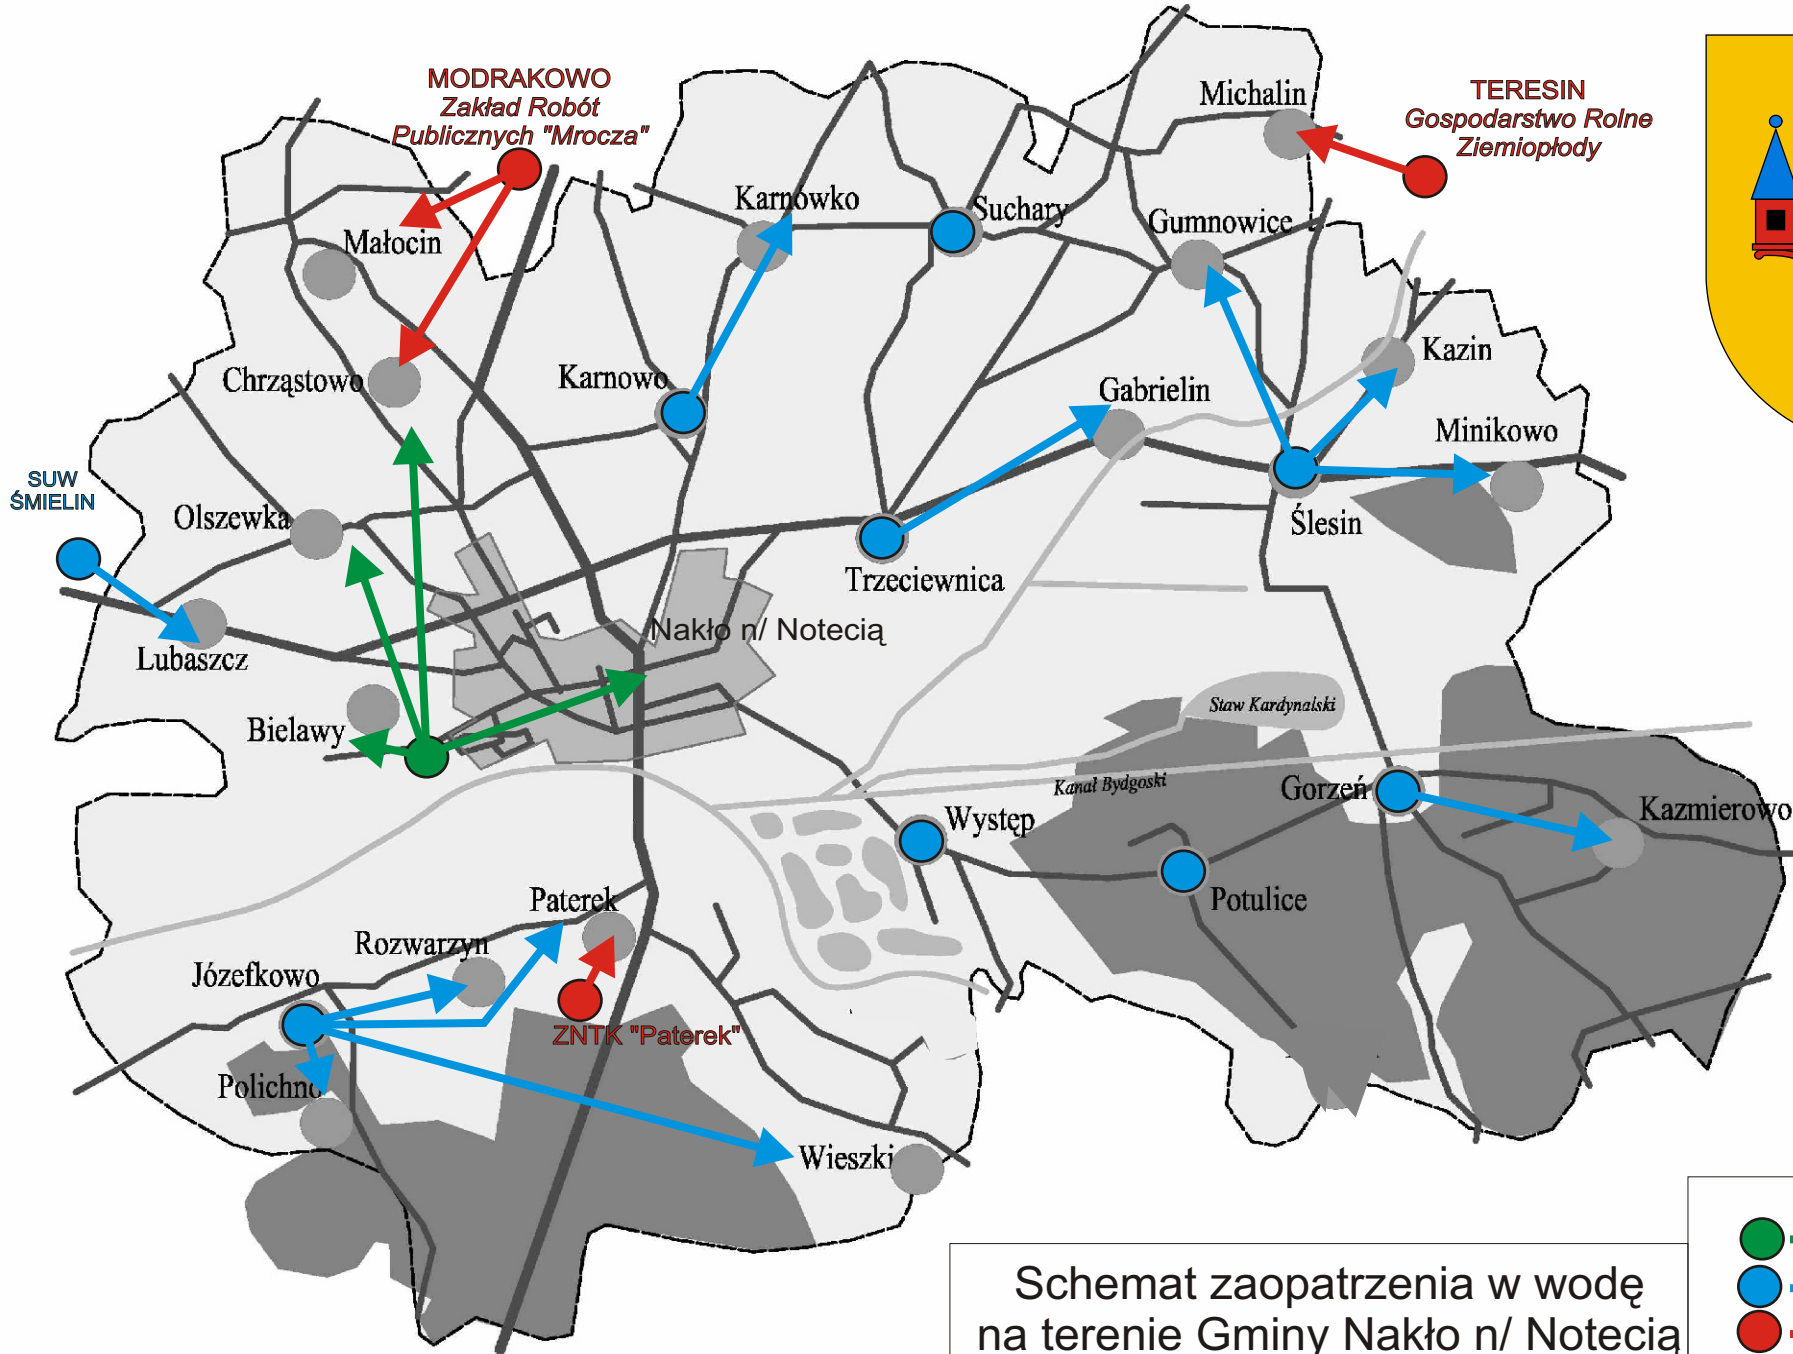 MODRAKOWO
Zakład Robót
Publicznych "Mrocza"
Michalin
TERESIN
Gospodarstwo Rolne
Ziemiopłody
Karnówko
Suchary
Gumnowice
Małocin
Chrząstowo
Karnowo
Kazin
Gabrielin
Minikowo
SUW
ŚMIELIN
Olszewka
Ślesin
Trzeciewnica
Nakło n/ Notecią
Lubaszcz
Bielawy
Staw Kardynalski
Kanał Bydgoski
Gorzeń
Kazmierowo
Występ
Potulice
Paterek
Rozwarzyn
Józefkowo
ZNTK "Paterek"
Polichno
Wieszki
Schemat zaopatrzenia w wodę
na terenie Gminy Nakło n/ Notecią